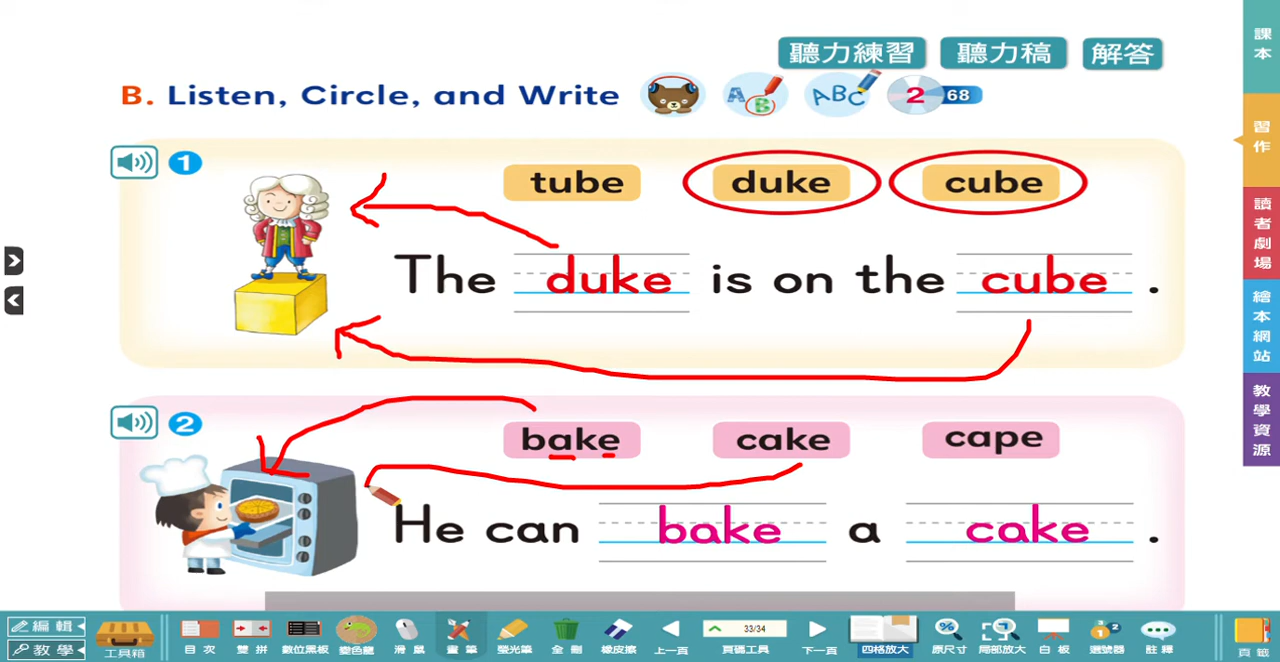 聽力練習 聽力稿 解答
B. Listen, Circle, and Write ABC ABC 2 68
1 tube duke cube
The duke is on the cube .
2 bake cake cape
He can bake a cake .
課本
習作
讀者劇場
繪本網站
教學資源
編輯
教學
工具箱 目次 雙拼 數位黑板 變色龍 滑鼠 畫筆 螢光筆 全刪 橡皮擦 上一頁 33/34 頁碼工具 下一頁 四格放大 原尺寸 局部放大 白板 選號器 註釋 頁籤